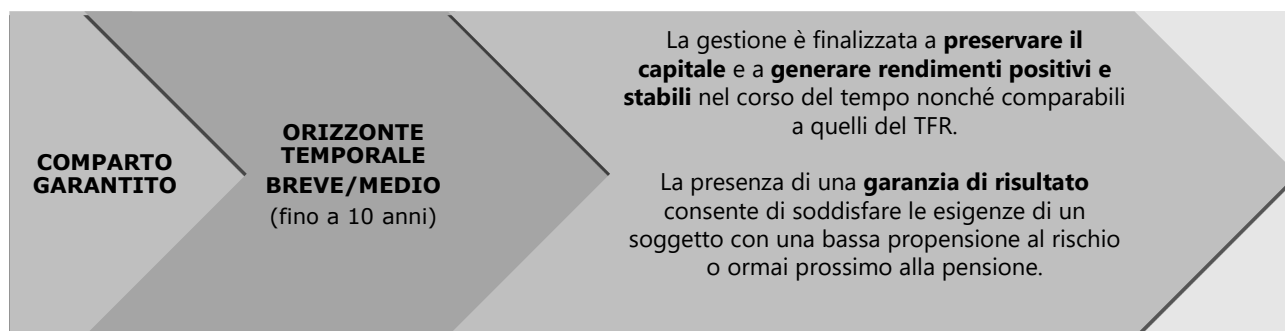 COMPARTO
GARANTITO
ORIZZONTE
TEMPORALE
BREVE/MEDIO
(fino a 10 anni)
La gestione è finalizzata a preservare il
capitale e a generare rendimenti positivi e
stabili nel corso del tempo nonché comparabili
a quelli del TFR.
La presenza di una garanzia di risultato
consente di soddisfare le esigenze di un
soggetto con una bassa propensione al rischio
o ormai prossimo alla pensione.